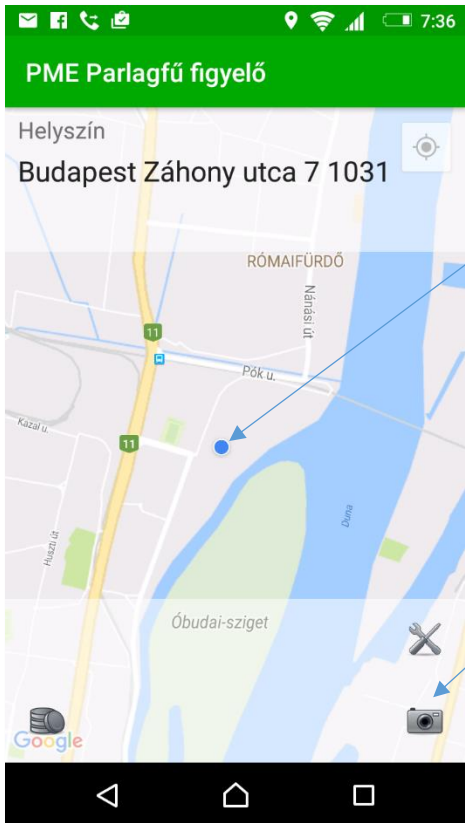 7:36
PME Parlagfű figyelő
Helyszín
Budapest Záhony utca 7 1031
RÓMAIFÜRDŐ
Nánási út
11
Pók u.
Kazal u.
11
Duna
Huszti út
Óbudai-sziget
Google